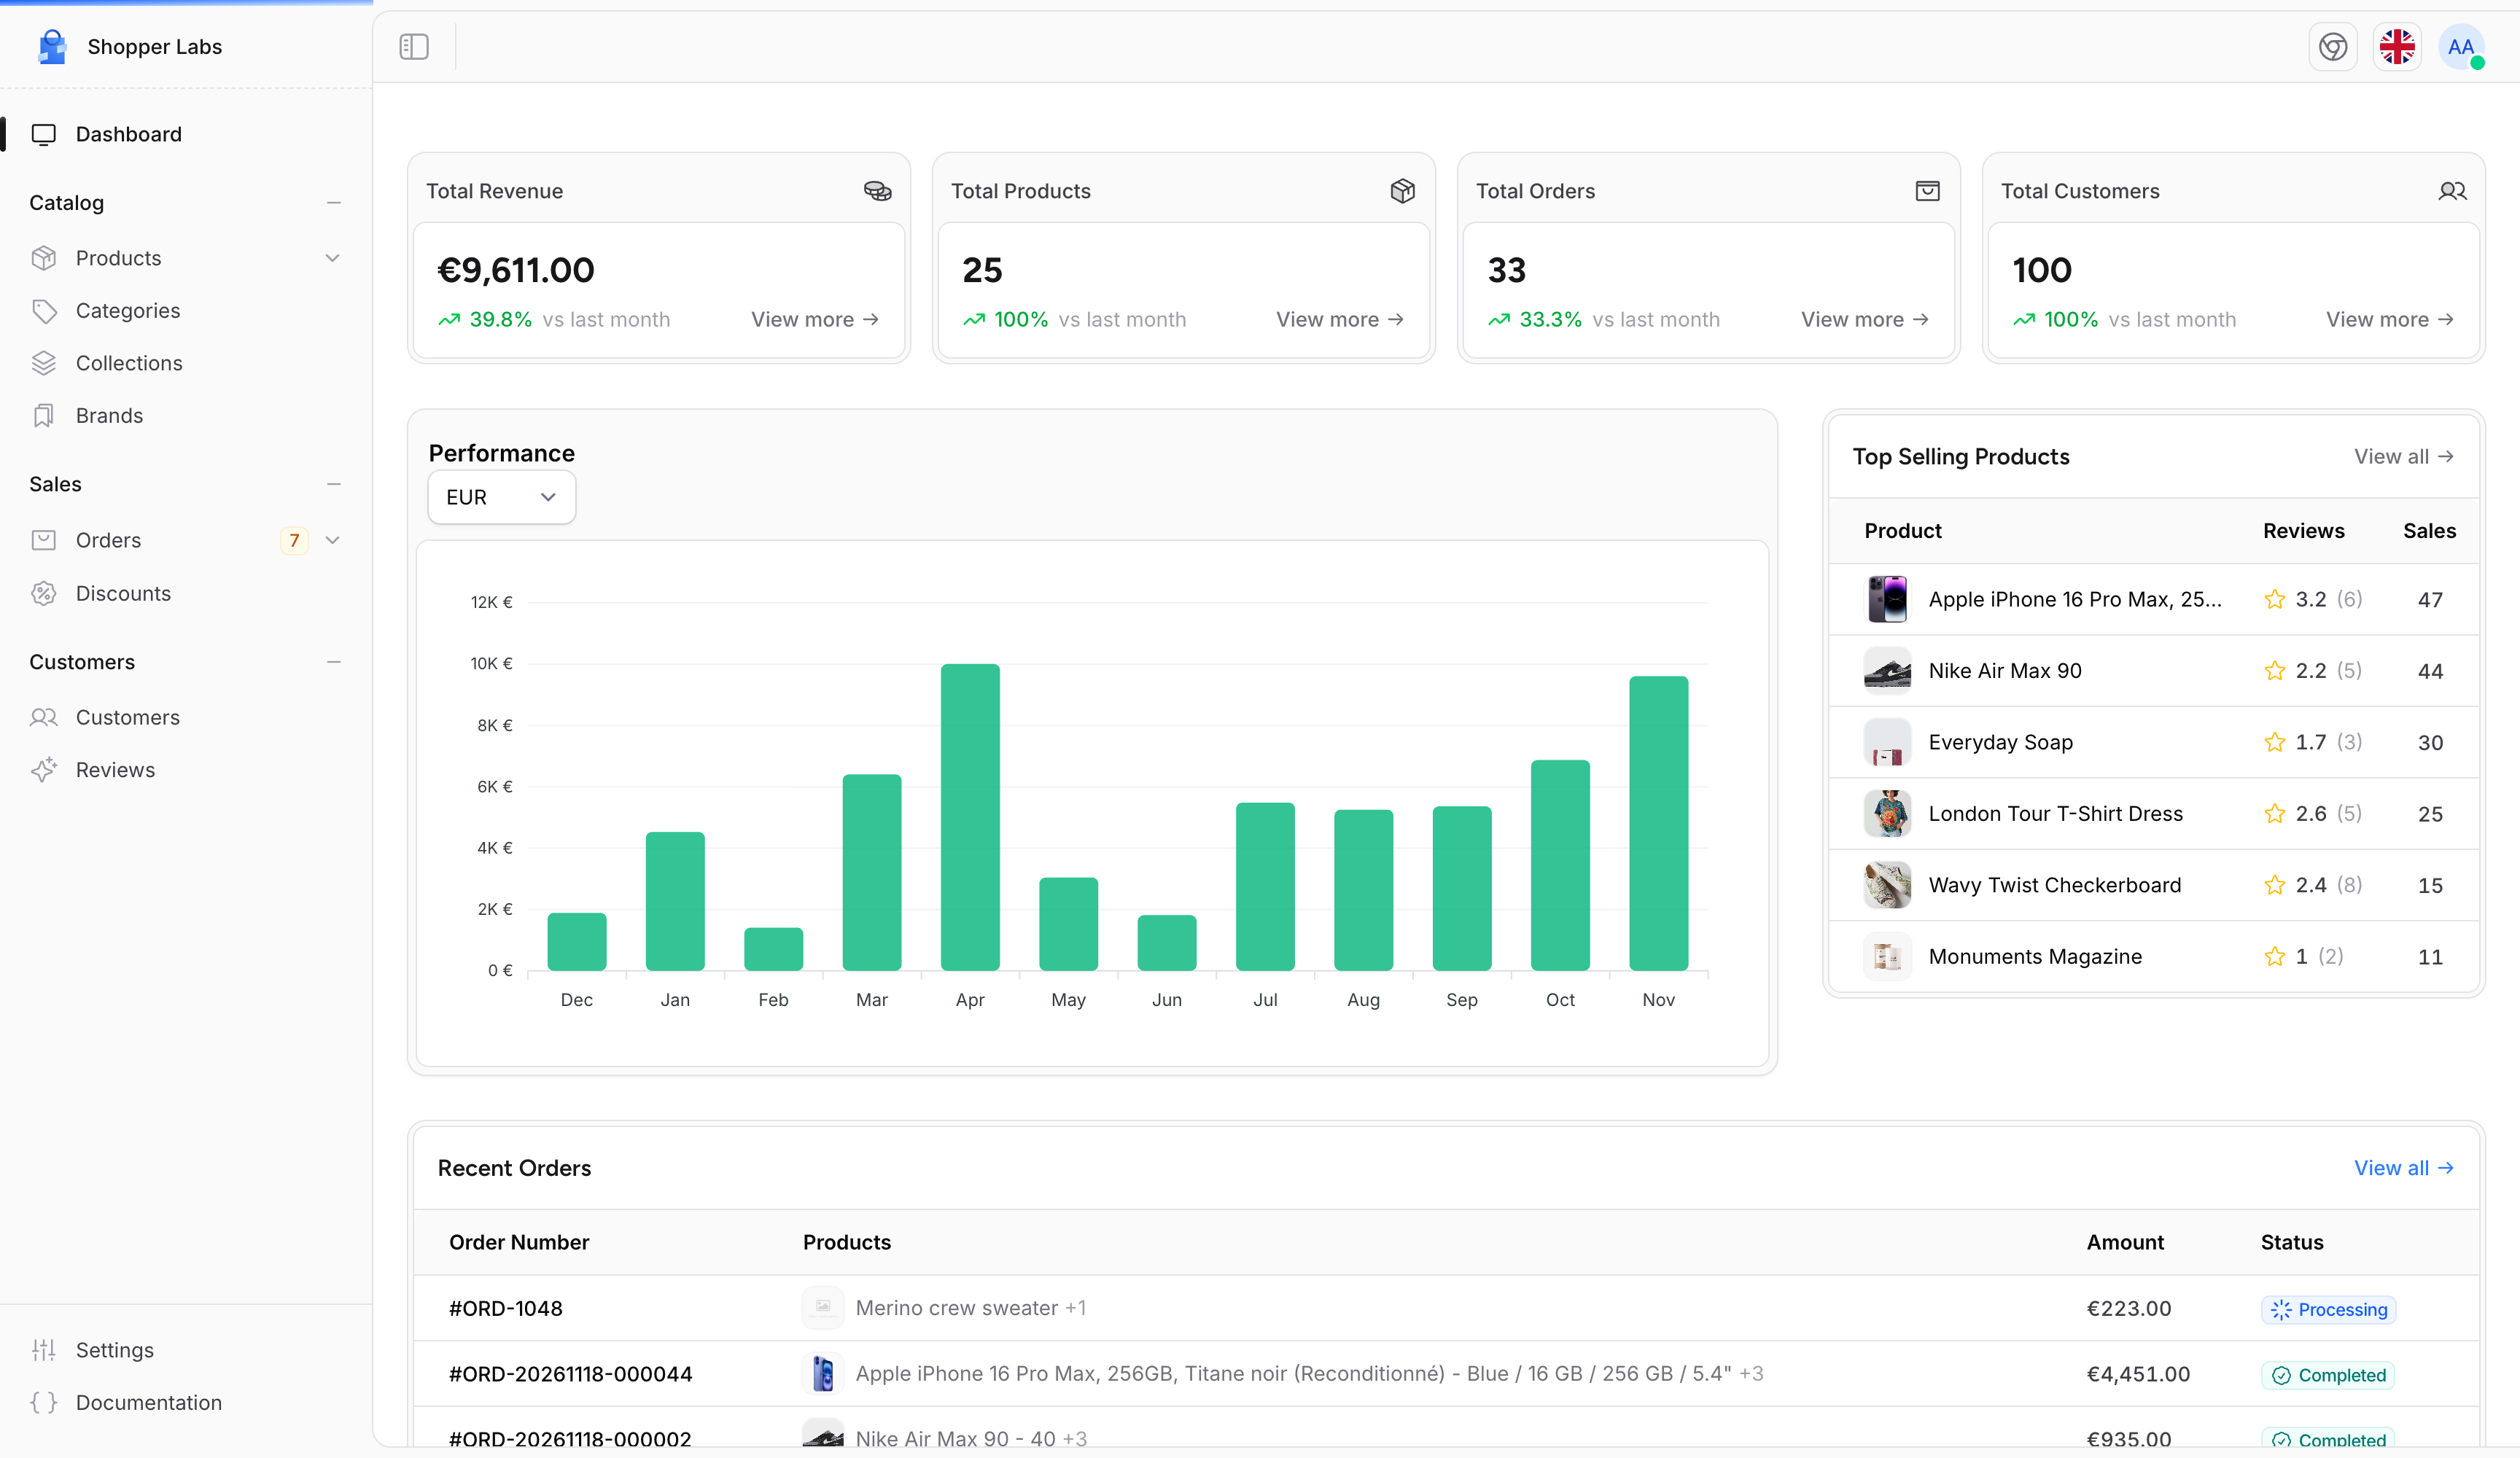 Shopper Labs
AA
Dashboard
Catalog
Products
Categories
Collections
Brands
Sales
Orders 7
Discounts
Customers
Customers
Reviews
Settings
Documentation
Total Revenue
€9,611.00
39.8% vs last month View more →
Total Products
25
100% vs last month View more →
Total Orders
33
33.3% vs last month View more →
Total Customers
100
100% vs last month View more →
Performance
EUR
12K €
10K €
8K €
6K €
4K €
2K €
0 €
Dec Jan Feb Mar Apr May Jun Jul Aug Sep Oct Nov
Top Selling Products View all →
Product Reviews Sales
Apple iPhone 16 Pro Max, 25... 3.2 (6) 47
Nike Air Max 90 2.2 (5) 44
Everyday Soap 1.7 (3) 30
London Tour T-Shirt Dress 2.6 (5) 25
Wavy Twist Checkerboard 2.4 (8) 15
Monuments Magazine 1 (2) 11
Recent Orders View all →
Order Number Products Amount Status
#ORD-1048 Merino crew sweater +1 €223.00 Processing
#ORD-20261118-000044 Apple iPhone 16 Pro Max, 256GB, Titane noir (Reconditionné) - Blue / 16 GB / 256 GB / 5.4" +3 €4,451.00 Completed
#ORD-20261118-000002 Nike Air Max 90 - 40 +3 €935.00 Completed